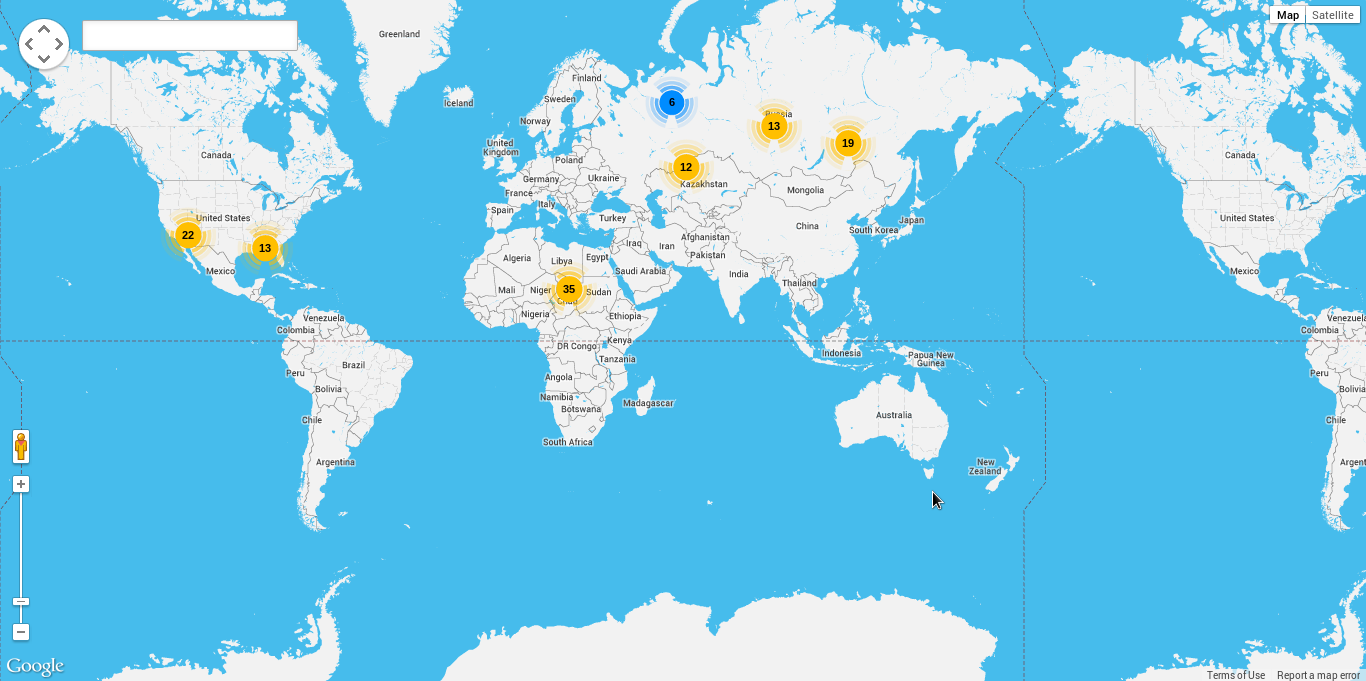 Map
Satellite
Greenland
Finland
Iceland
Sweden
6
Norway
13
19
United
Kingdom
Canada
Canada
Poland
12
Germany
Ukraine
Kazakhstan
Mongolia
France
Italy
Spain
Turkey
United States
United States
Japan
China
South Korea
22
13
Iraq
Iran
Afghanistan
Pakistan
Algeria
Libya
Egypt
Mexico
Saudi Arabia
India
Thailand
Mexico
Mali
Niger
35
Sudan
Nigeria
Ethiopia
Venezuela
Venezuela
Colombia
Colombia
DR Congo
Kenya
Tanzania
Indonesia
Papua New
Guinea
Brazil
Peru
Peru
Angola
Bolivia
Bolivia
Namibia
Botswana
Madagascar
Australia
Chile
Chile
South Africa
Argentina
New
Zealand
Argent
Google
Terms of Use
Report a map error